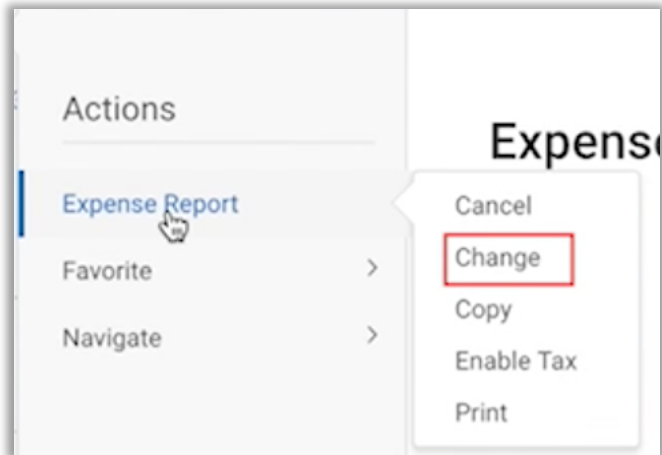 Actions
Expense Report
Favorite
Navigate
Expense
Cancel
Change
Copy
Enable Tax
Print